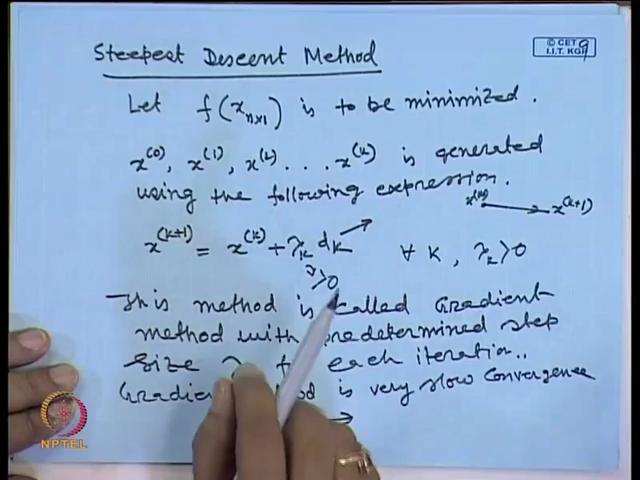 Steepest Descent Method
© CET
I.I.T. KGP
9
Let f(x_{n×1}) is to be minimized.
x^{(0)}, x^{(1)}, x^{(2)} . . . . x^{(k)} is generated
using the following expression.
x^{(k)} → x^{(k+1)}
x^{(k+1)} = x^{(k)} + λ_k d_k ∀ k, λ_k > 0
>0
This method is called Gradient
method with predetermined step
size for each iteration..
is very slow convergence
NPTEL